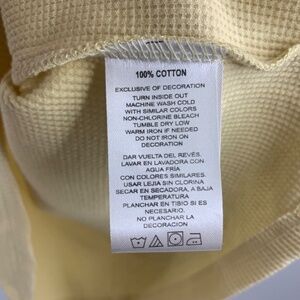 100% COTTON
EXCLUSIVE OF DECORATION
TURN INSIDE OUT
MACHINE WASH COLD
WITH SIMILAR COLORS
NON-CHLORINE BLEACH
TUMBLE DRY LOW
WARM IRON IF NEEDED
DO NOT IRON ON
DECORATION
DAR VUELTA DEL REVÉS.
LAVAR EN LAVADORA CON
AGUA FRIA
CON COLORES SIMILARES.
USAR LEJIA SIN CLORINA
SECAR EN SECADORA, A BAJA
TEMPERATURA
PLANCHAR EN TIBIO SI ES
NECESARIO.
NO PLANCHAR LA
DECORACION